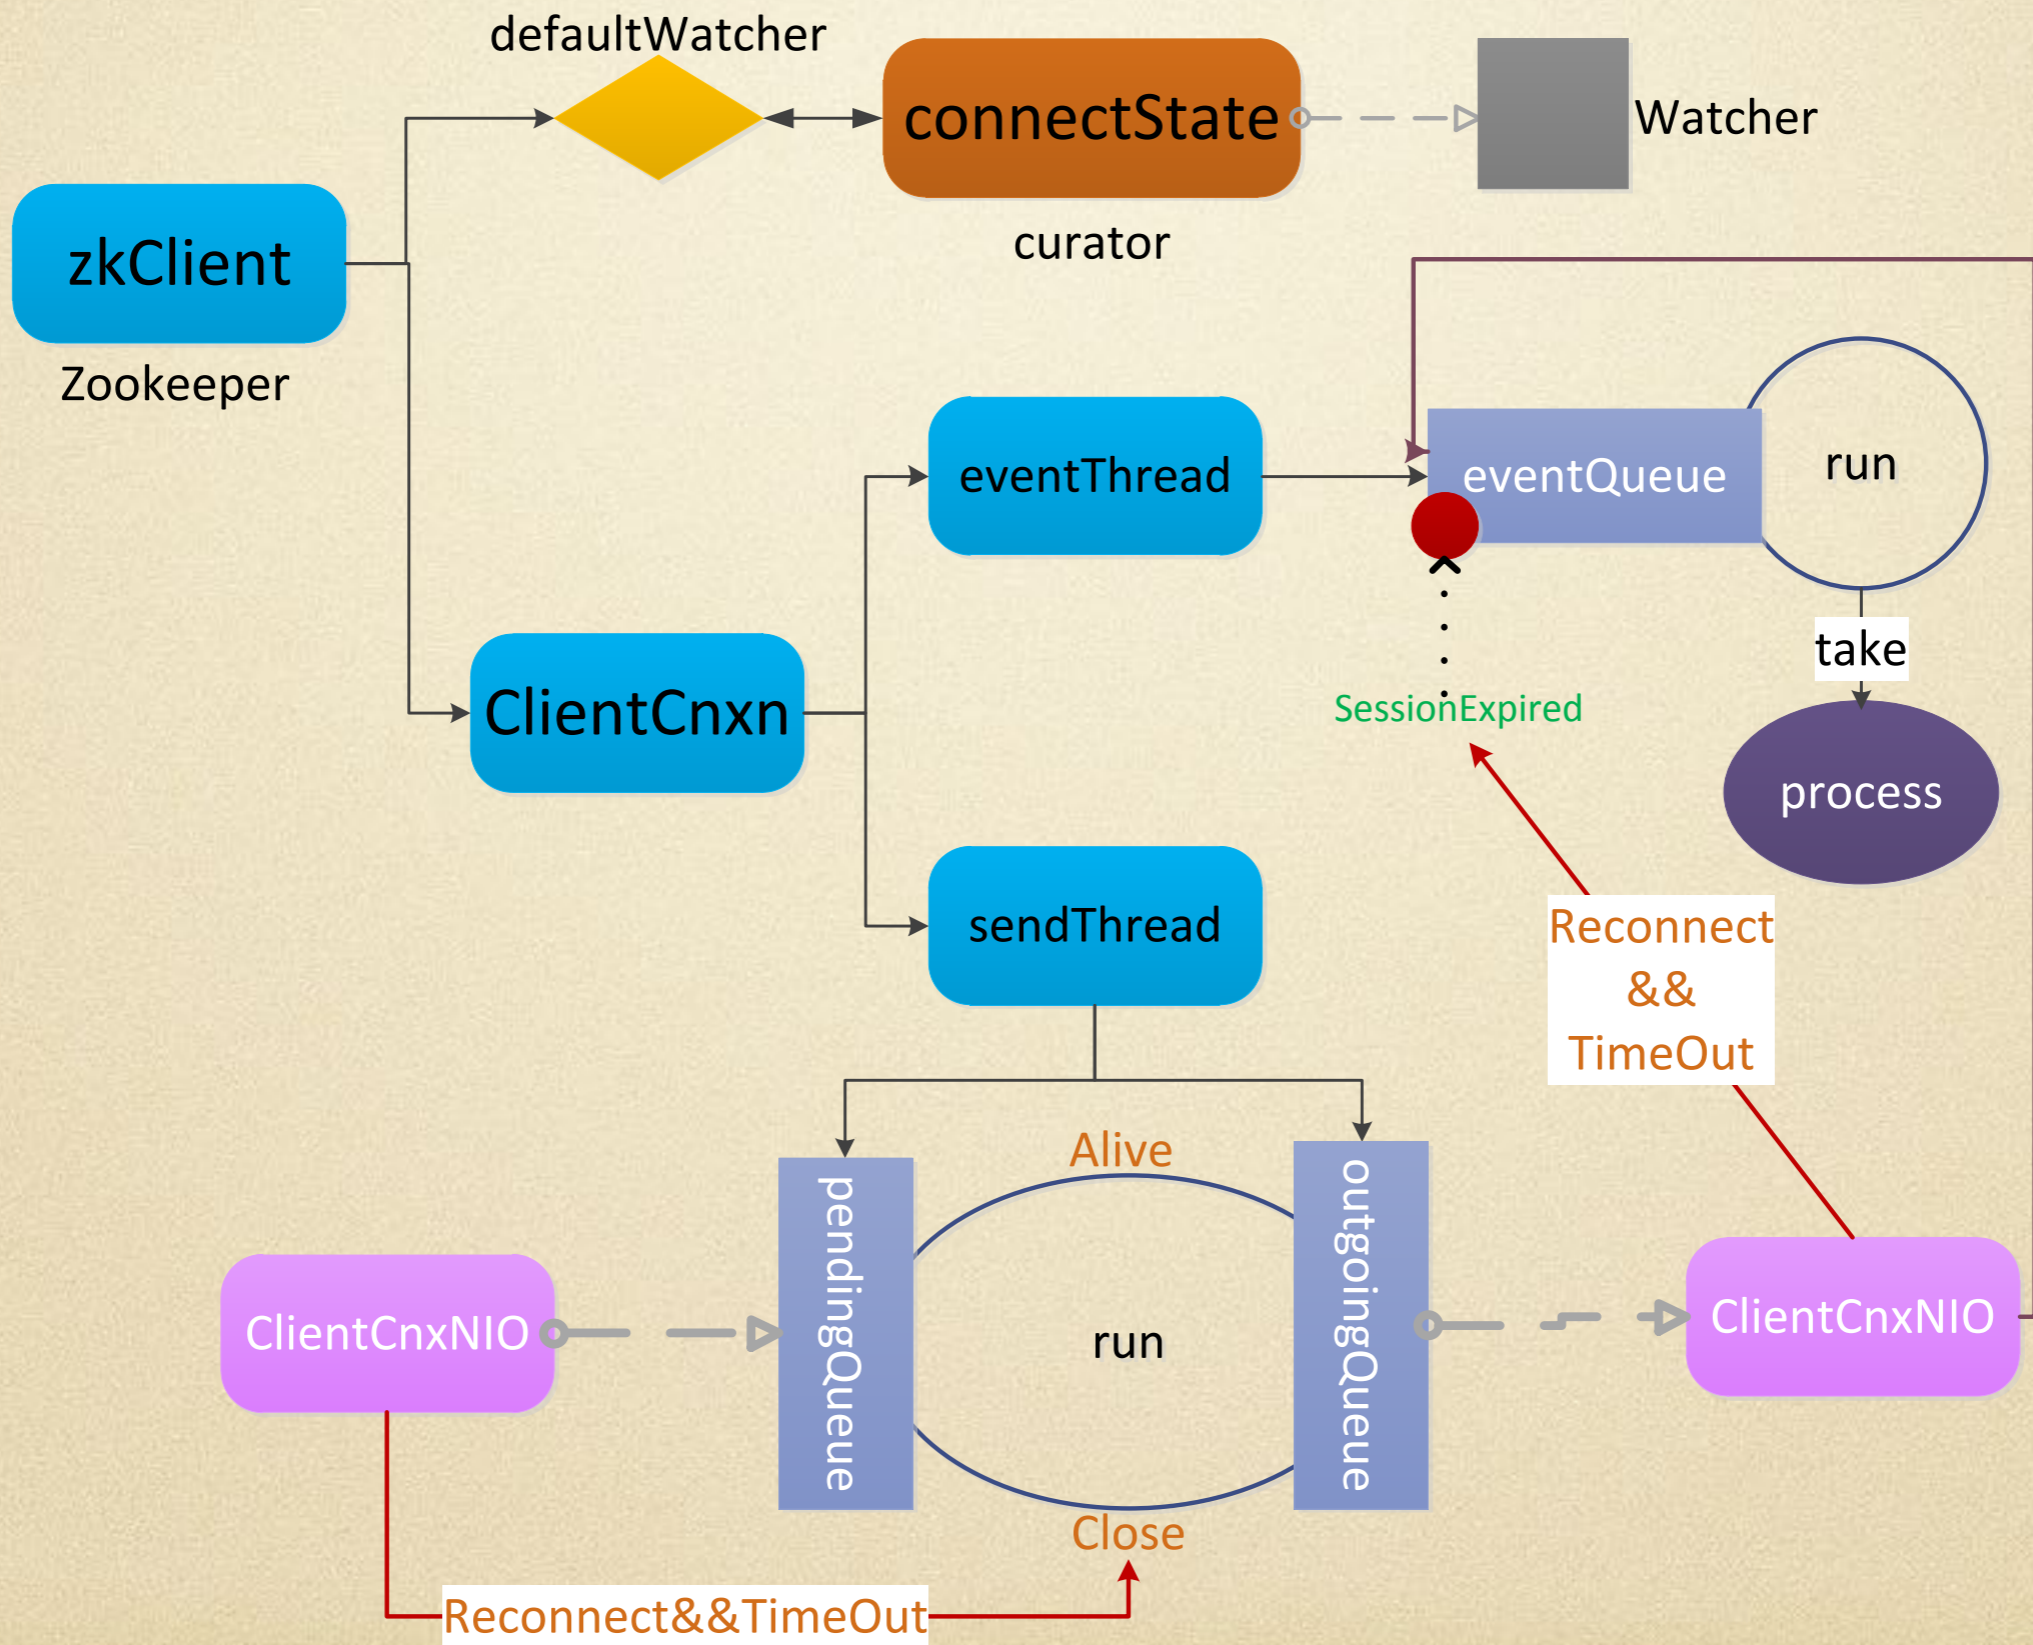 defaultWatcher
connectState
Watcher
curator
zkClient
Zookeeper
eventThread
eventQueue
run
take
process
SessionExpired
ClientCnxn
sendThread
Reconnect
&&
TimeOut
Alive
pendingQueue
run
outgoingQueue
ClientCnxNIO
ClientCnxNIO
Close
Reconnect&&TimeOut